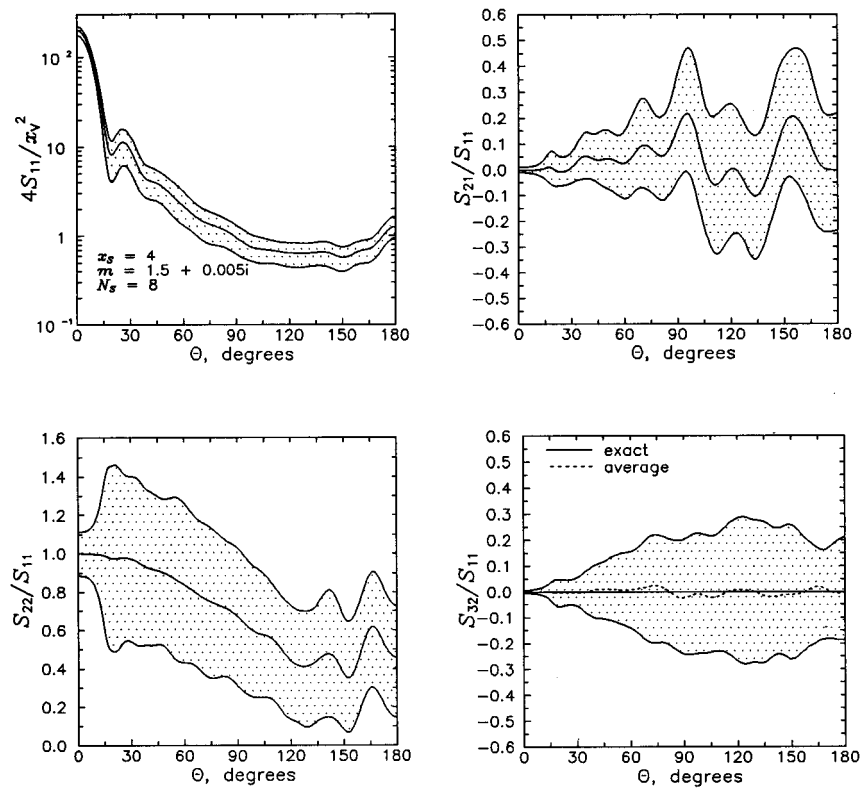 10²
10
1
10⁻¹
4S₁₁/xᵥ²
xₛ = 4
m = 1.5 + 0.005i
Nₛ = 8
0 30 60 90 120 150 180
Θ, degrees
0.6
0.5
0.4
0.3
0.2
0.1
0.0
−0.1
−0.2
−0.3
−0.4
−0.5
−0.6
S₂₁/S₁₁
0 30 60 90 120 150 180
Θ, degrees
1.6
1.4
1.2
1.0
0.8
0.6
0.4
0.2
0.0
S₂₂/S₁₁
0 30 60 90 120 150 180
Θ, degrees
0.6
0.5
0.4
0.3
0.2
0.1
0.0
−0.1
−0.2
−0.3
−0.4
−0.5
−0.6
S₃₂/S₁₁
exact
average
0 30 60 90 120 150 180
Θ, degrees